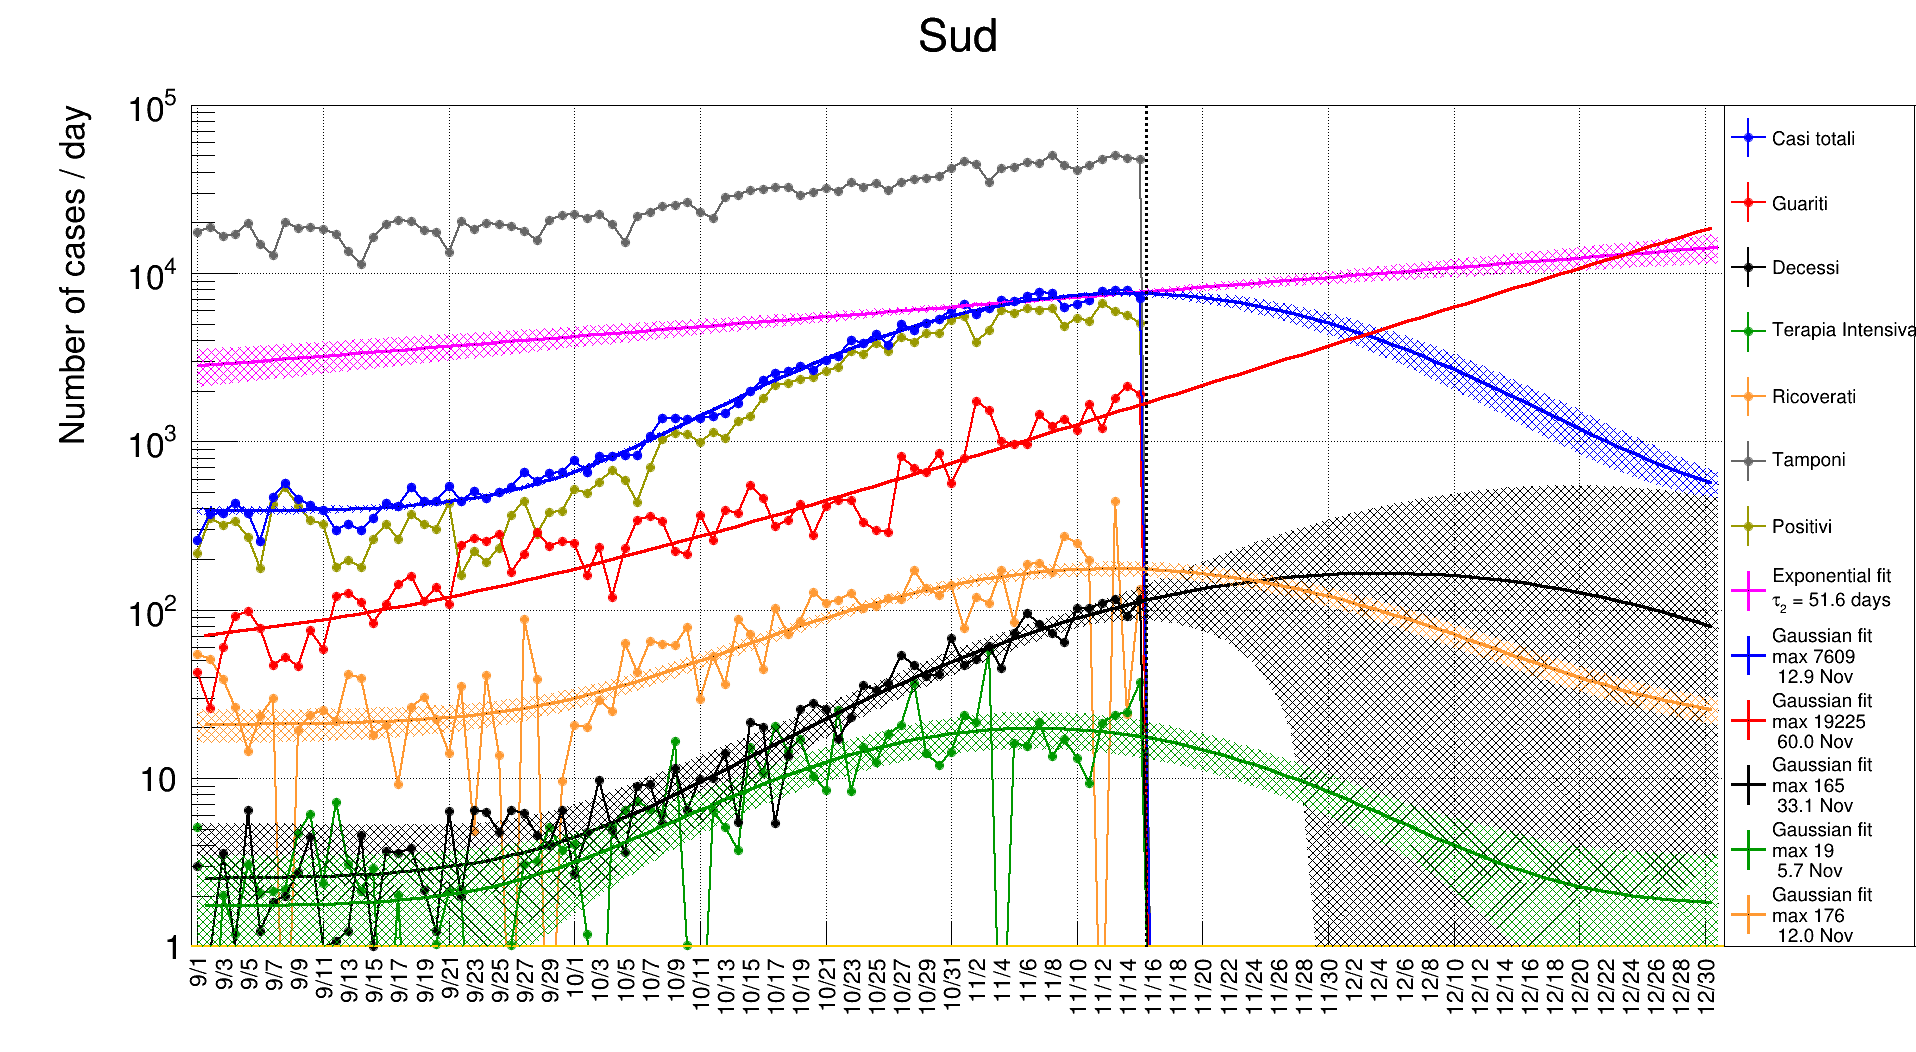 Sud
Number of cases / day
10⁵
10⁴
10³
10²
10
1
9/1
9/3
9/5
9/7
9/9
9/11
9/13
9/15
9/17
9/19
9/21
9/23
9/25
9/27
9/29
10/1
10/3
10/5
10/7
10/9
10/11
10/13
10/15
10/17
10/19
10/21
10/23
10/25
10/27
10/29
10/31
11/2
11/4
11/6
11/8
11/10
11/12
11/14
11/16
11/18
11/20
11/22
11/24
11/26
11/28
11/30
12/2
12/4
12/6
12/8
12/10
12/12
12/14
12/16
12/18
12/20
12/22
12/24
12/26
12/28
12/30
Casi totali
Guariti
Decessi
Terapia Intensiva
Ricoverati
Tamponi
Positivi
Exponential fit
τ₂ = 51.6 days
Gaussian fit
max 7609
12.9 Nov
Gaussian fit
max 19225
60.0 Nov
Gaussian fit
max 165
33.1 Nov
Gaussian fit
max 19
5.7 Nov
Gaussian fit
max 176
12.0 Nov